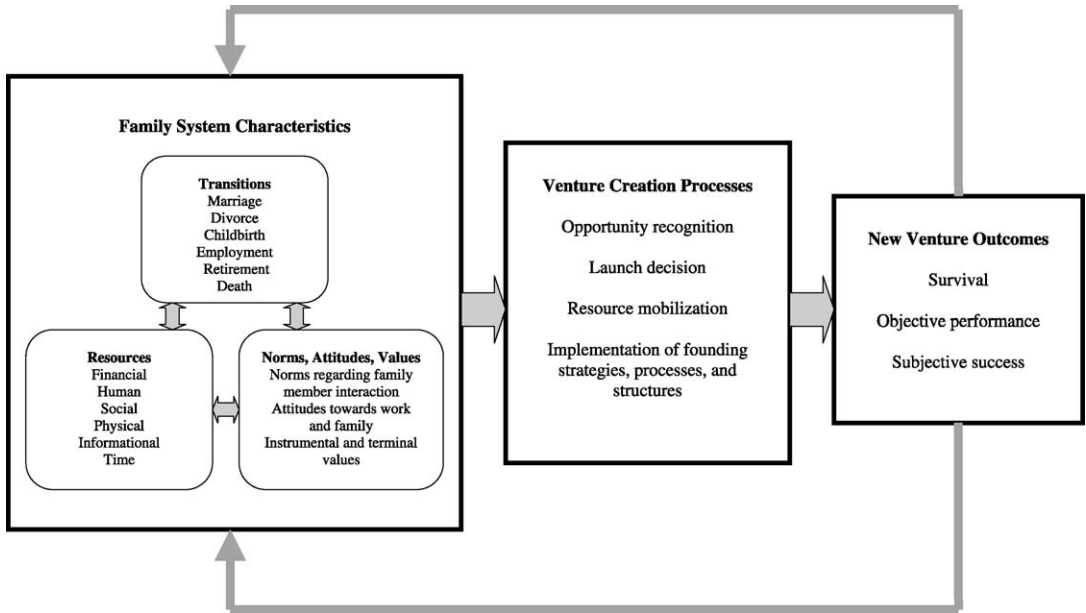 Family System Characteristics
Transitions
Marriage
Divorce
Childbirth
Employment
Retirement
Death
Resources
Financial
Human
Social
Physical
Informational
Time
Norms, Attitudes, Values
Norms regarding family
member interaction
Attitudes towards work
and family
Instrumental and terminal
values
Venture Creation Processes
Opportunity recognition
Launch decision
Resource mobilization
Implementation of founding
strategies, processes, and
structures
New Venture Outcomes
Survival
Objective performance
Subjective success